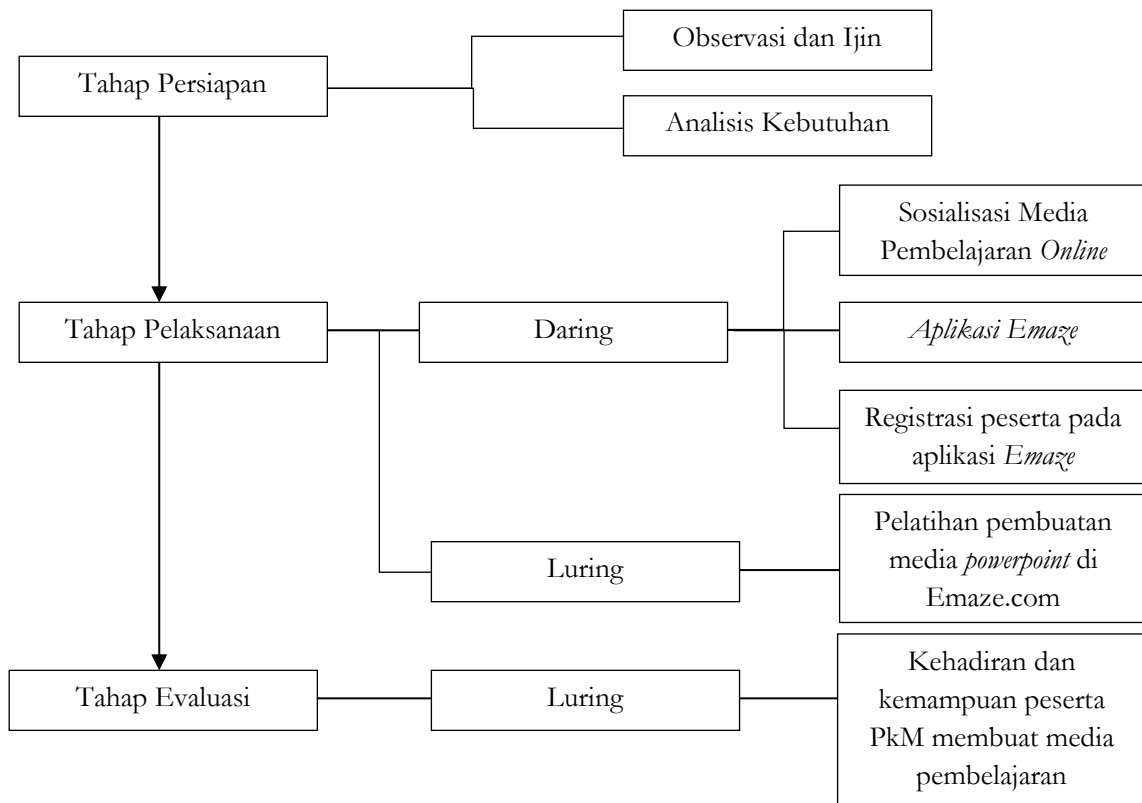 Observasi dan Ijin
Tahap Persiapan
Analisis Kebutuhan
Sosialisasi Media
Pembelajaran Online
Tahap Pelaksanaan
Daring
Aplikasi Emaze
Registrasi peserta pada
aplikasi Emaze
Luring
Pelatihan pembuatan
media powerpoint di
Emaze.com
Tahap Evaluasi
Luring
Kehadiran dan
kemampuan peserta
PkM membuat media
pembelajaran